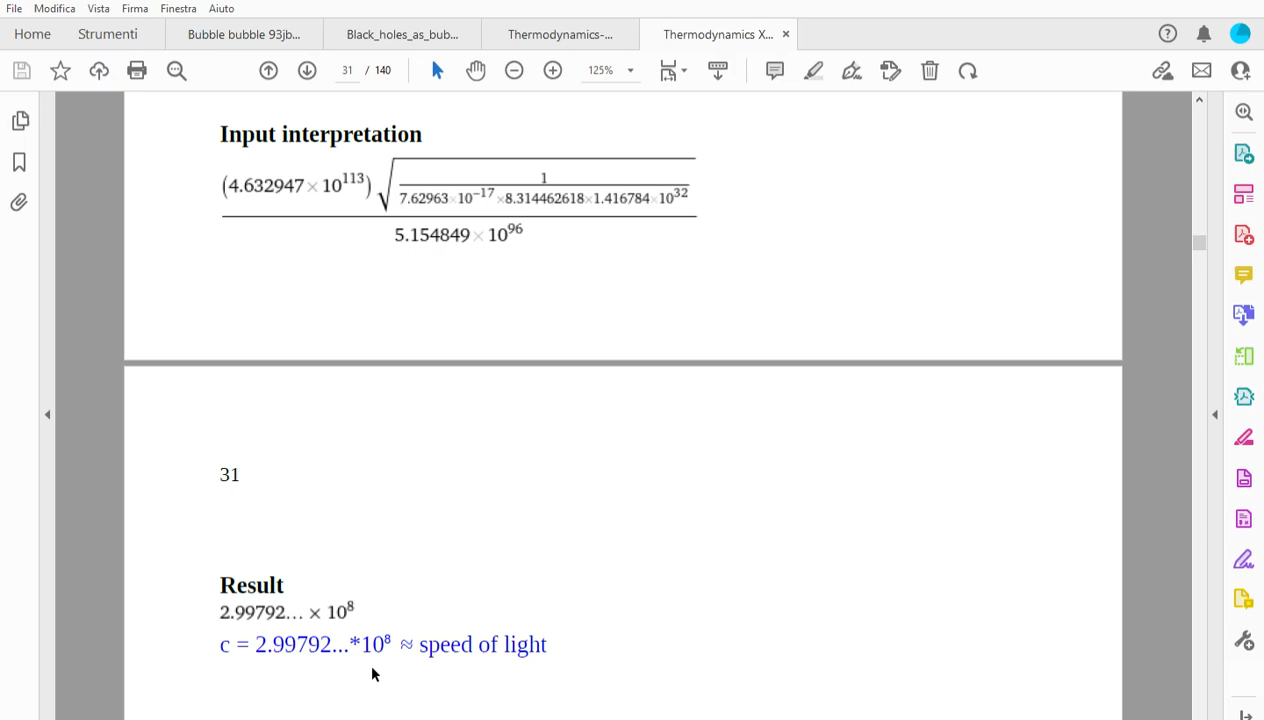 File Modifica Vista Firma Finestra Aiuto
Home Strumenti Bubble bubble 93jb... Black_holes_as_bub... Thermodynamics-... Thermodynamics X... ×
31 / 140 125%
Input interpretation
(4.632947 × 10^113) √(1 / (7.62963×10^−17 ×8.314462618×1.416784×10^32))
5.154849 × 10^96
31
Result
2.99792... × 10^8
c = 2.99792...*10^8 ≈ speed of light